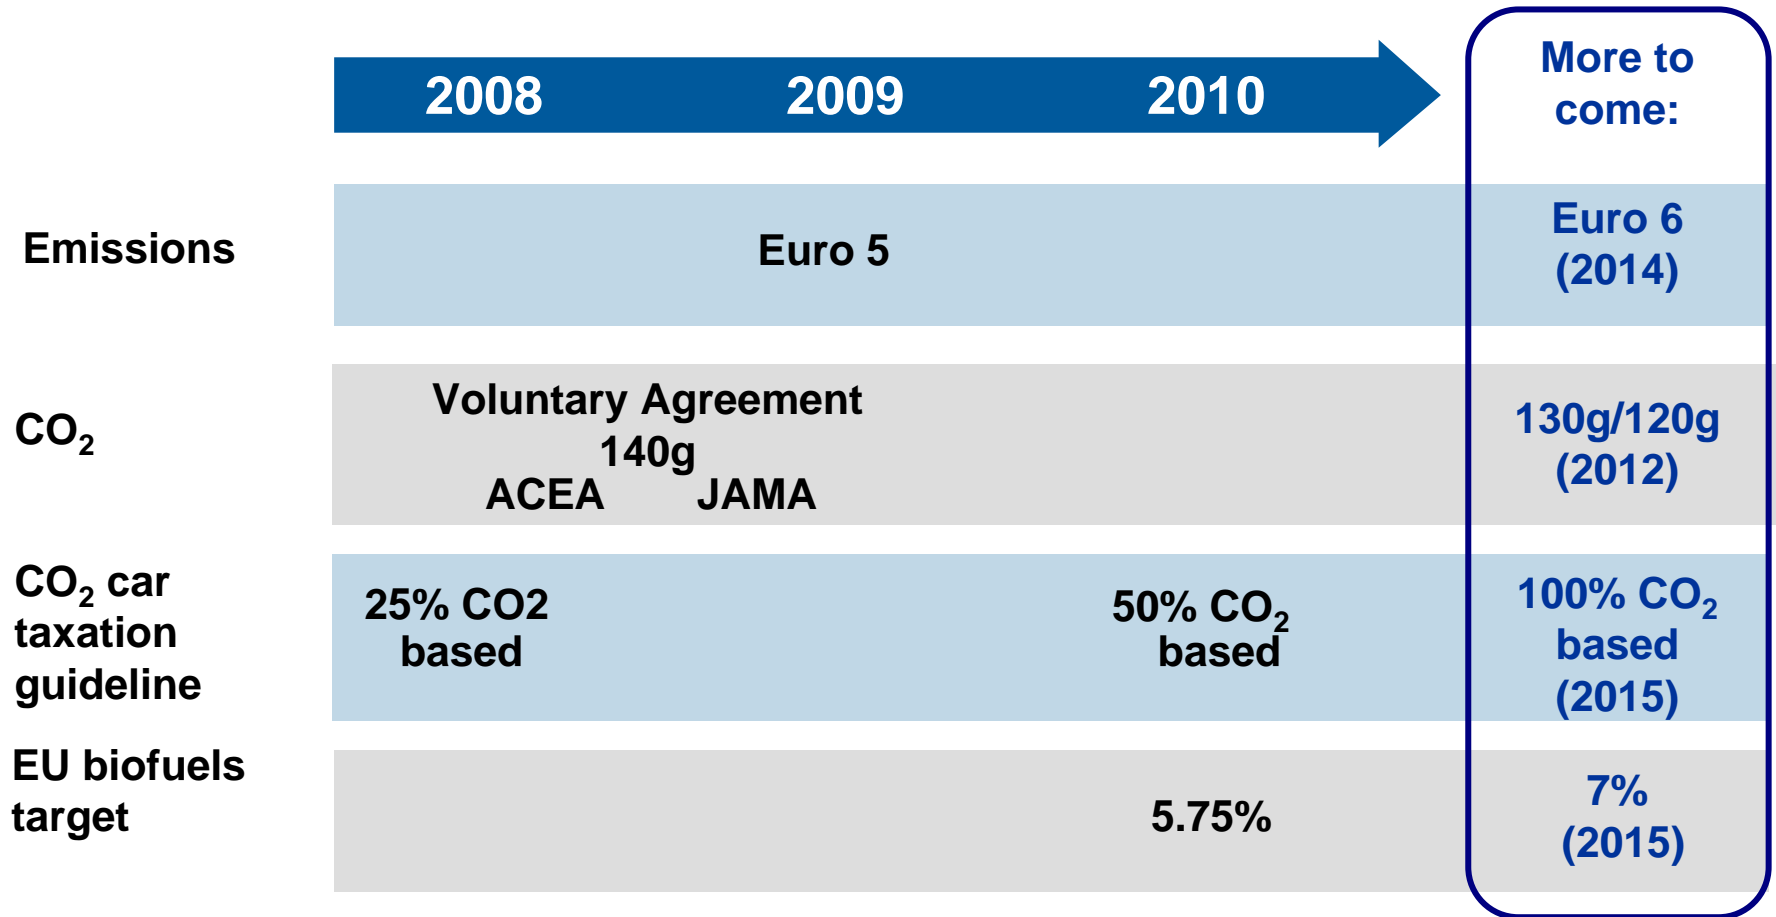 2008 2009 2010
More to
come:
Emissions
Euro 5
Euro 6
(2014)
CO₂
Voluntary Agreement
140g
ACEA JAMA
130g/120g
(2012)
CO₂ car
taxation
guideline
25% CO2
based
50% CO₂
based
100% CO₂
based
(2015)
EU biofuels
target
5.75%
7%
(2015)